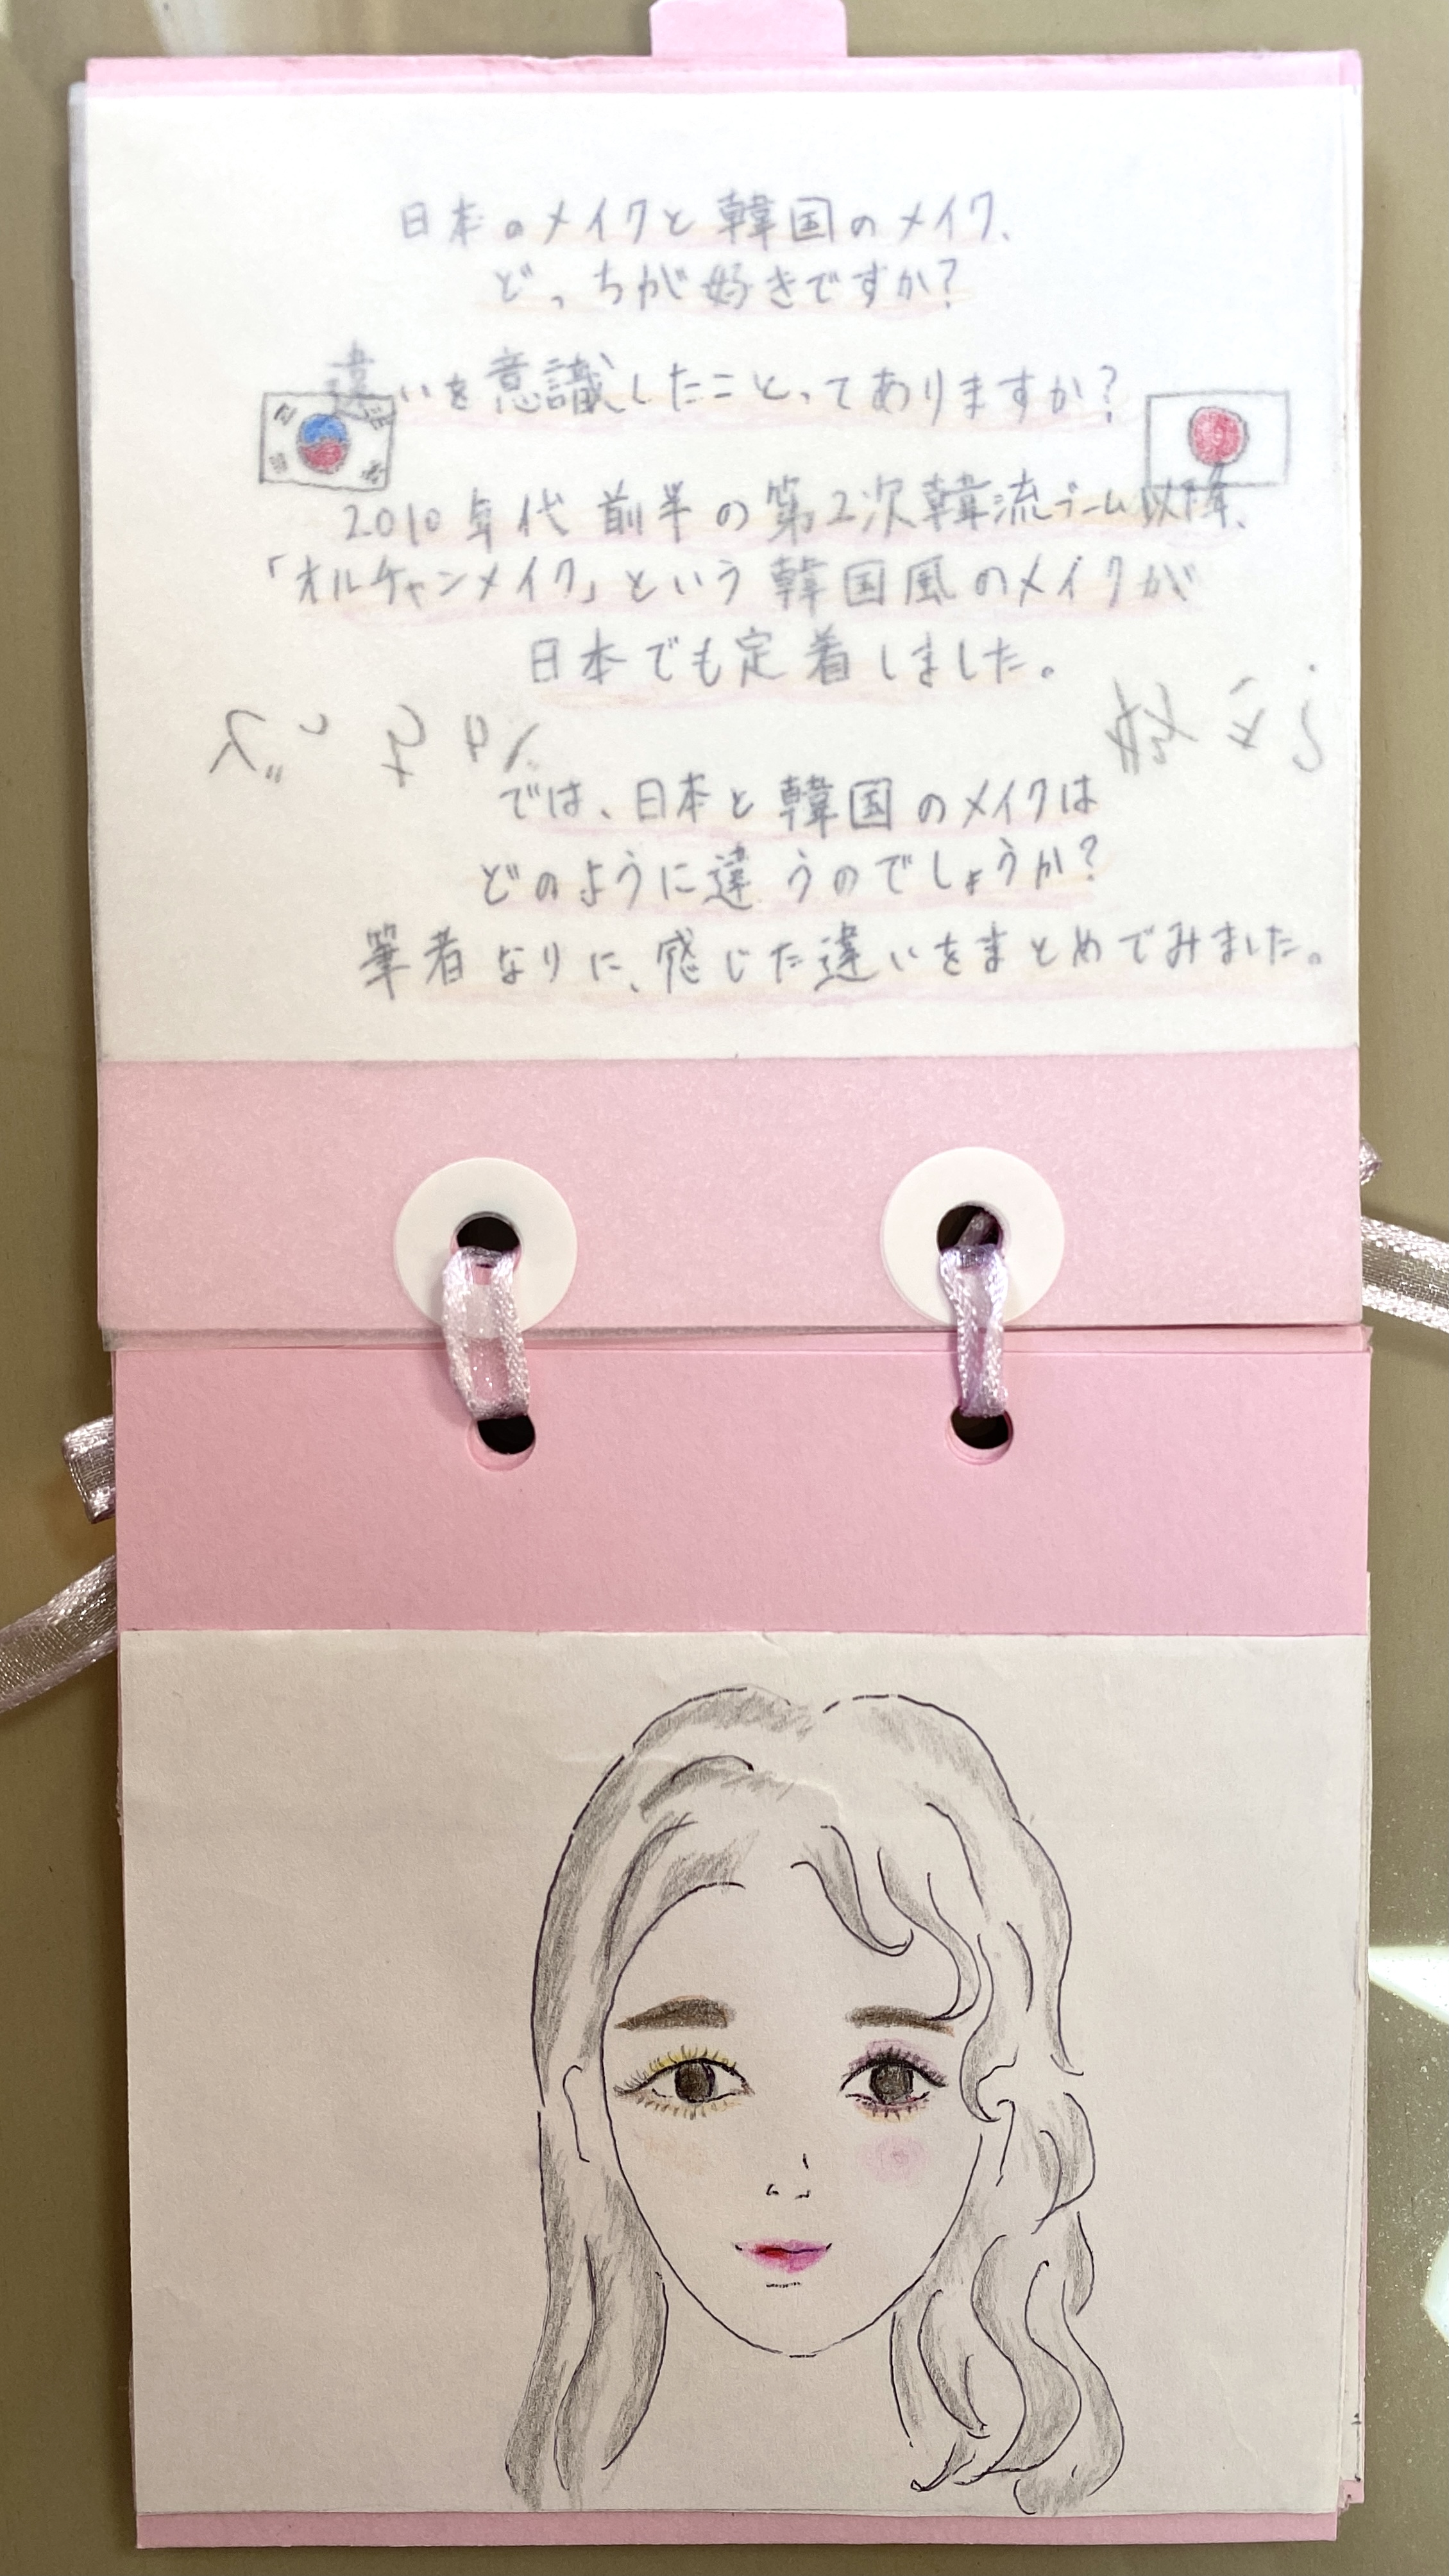 日本のメイクと韓国のメイク、
どっちが好きですか?
違いを意識したことってありますか?
2010年代前半の第2次韓流ブーム以降、
「オルチャンメイク」という韓国風のメイクが
日本でも定着しました。
では、日本と韓国のメイクは
どのように違うのでしょうか?
筆者なりに、感じた違いをまとめてみました。